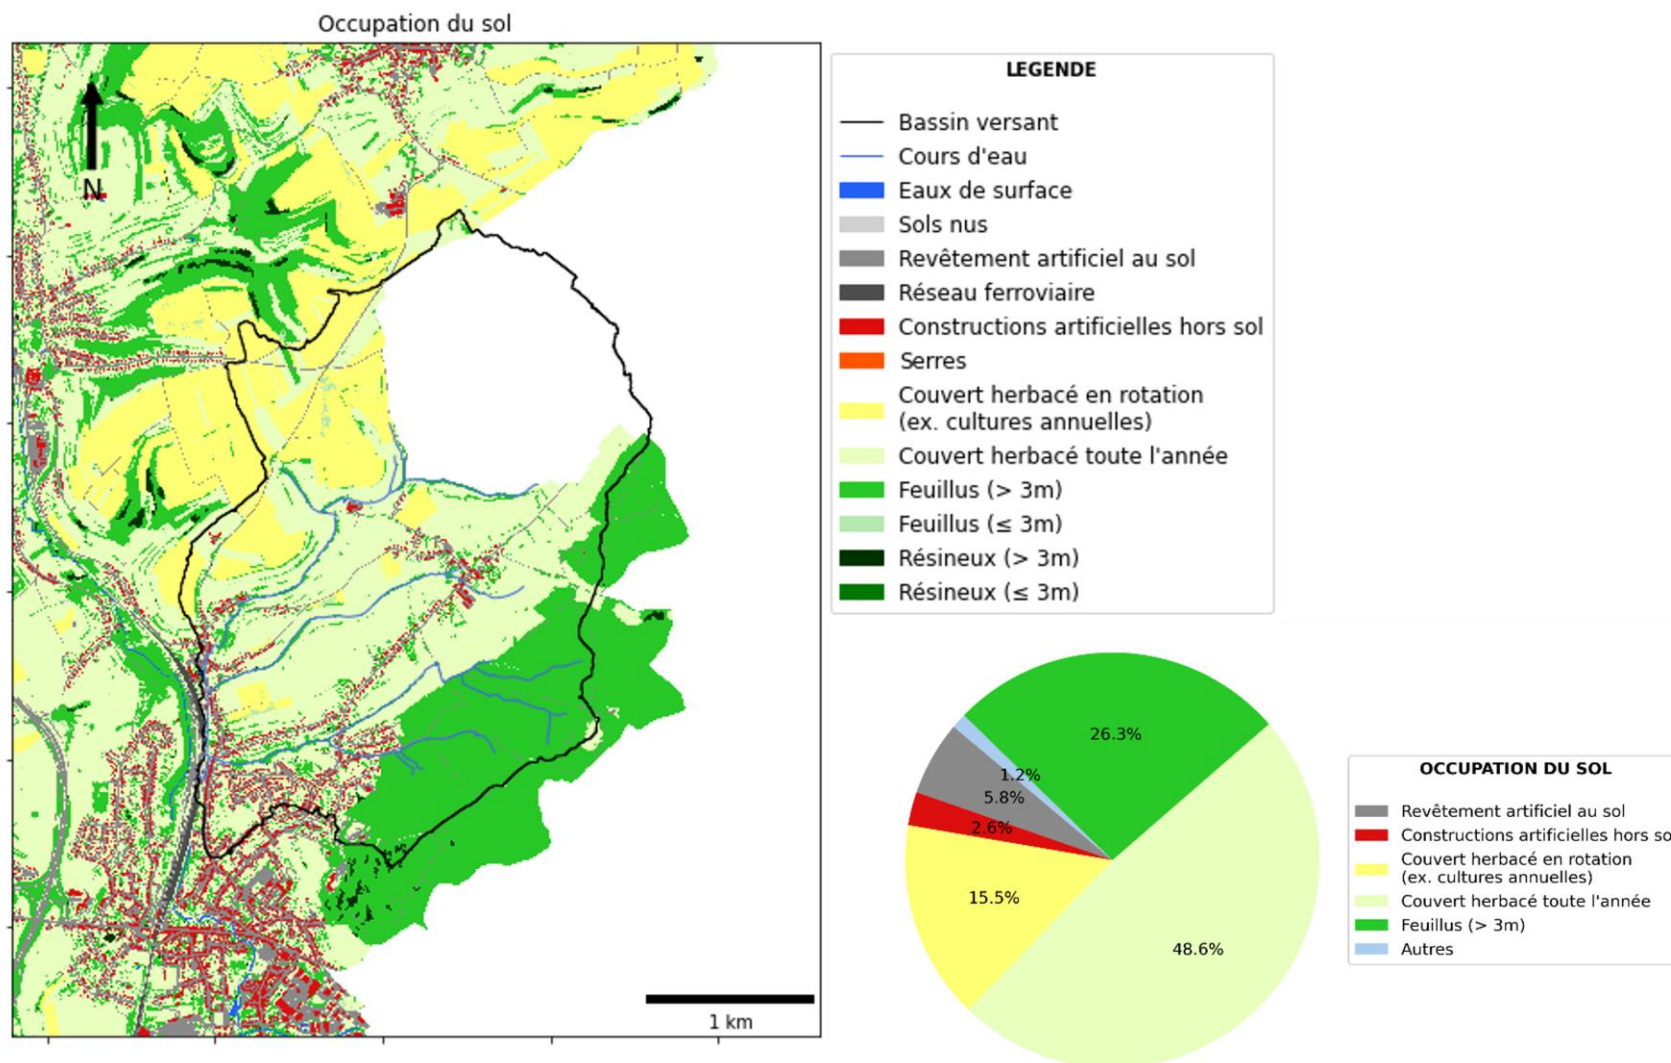 Occupation du sol
N
1 km
LEGENDE
Bassin versant
Cours d'eau
Eaux de surface
Sols nus
Revêtement artificiel au sol
Réseau ferroviaire
Constructions artificielles hors sol
Serres
Couvert herbacé en rotation
(ex. cultures annuelles)
Couvert herbacé toute l'année
Feuillus (> 3m)
Feuillus (≤ 3m)
Résineux (> 3m)
Résineux (≤ 3m)
26.3%
1.2%
5.8%
2.6%
15.5%
48.6%
OCCUPATION DU SOL
Revêtement artificiel au sol
Constructions artificielles hors so
Couvert herbacé en rotation
(ex. cultures annuelles)
Couvert herbacé toute l'année
Feuillus (> 3m)
Autres